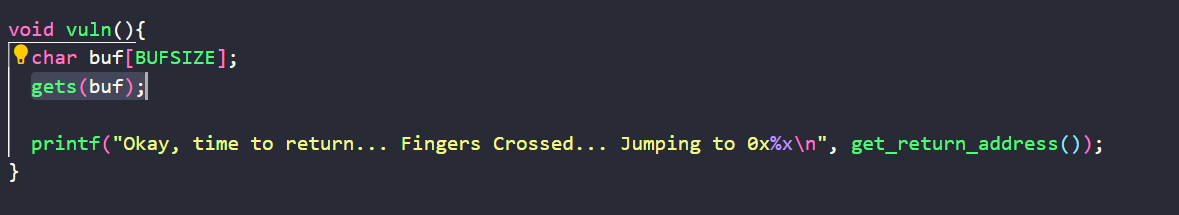 void vuln(){
char buf[BUFSIZE];
gets(buf);
printf("Okay, time to return... Fingers Crossed... Jumping to 0x%x\n", get_return_address());
}